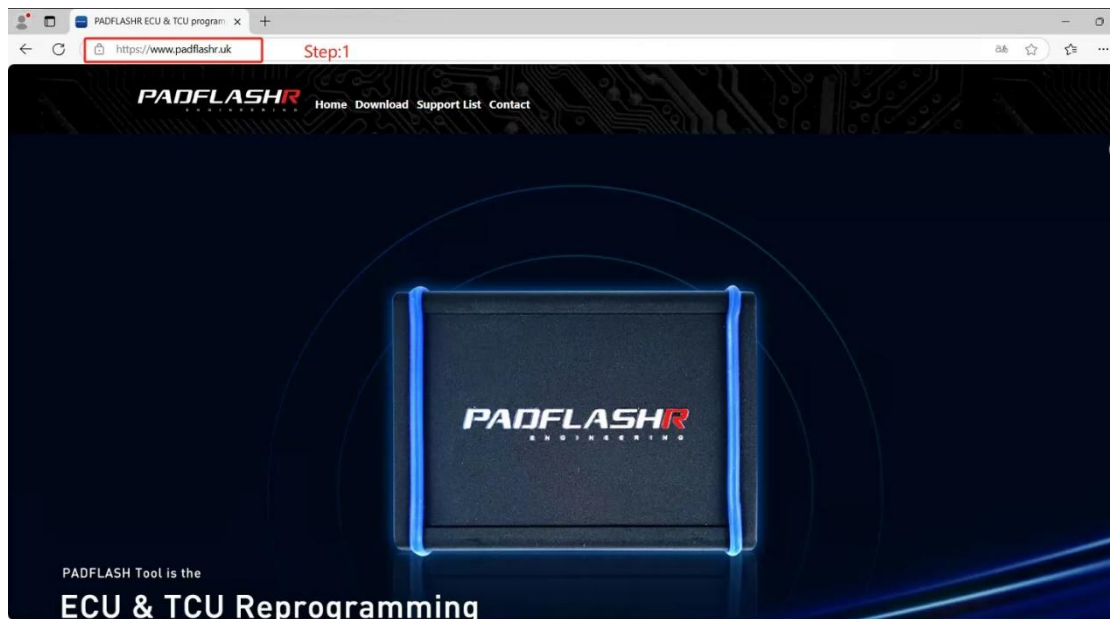 PADFLASHR ECU & TCU program
https://www.padflashr.uk
Step:1
PADFLASHR
ENGINEERING
Home Download Support List Contact
PADFLASHR
ENGINEERING
PADFLASH Tool is the
ECU & TCU Reprogramming